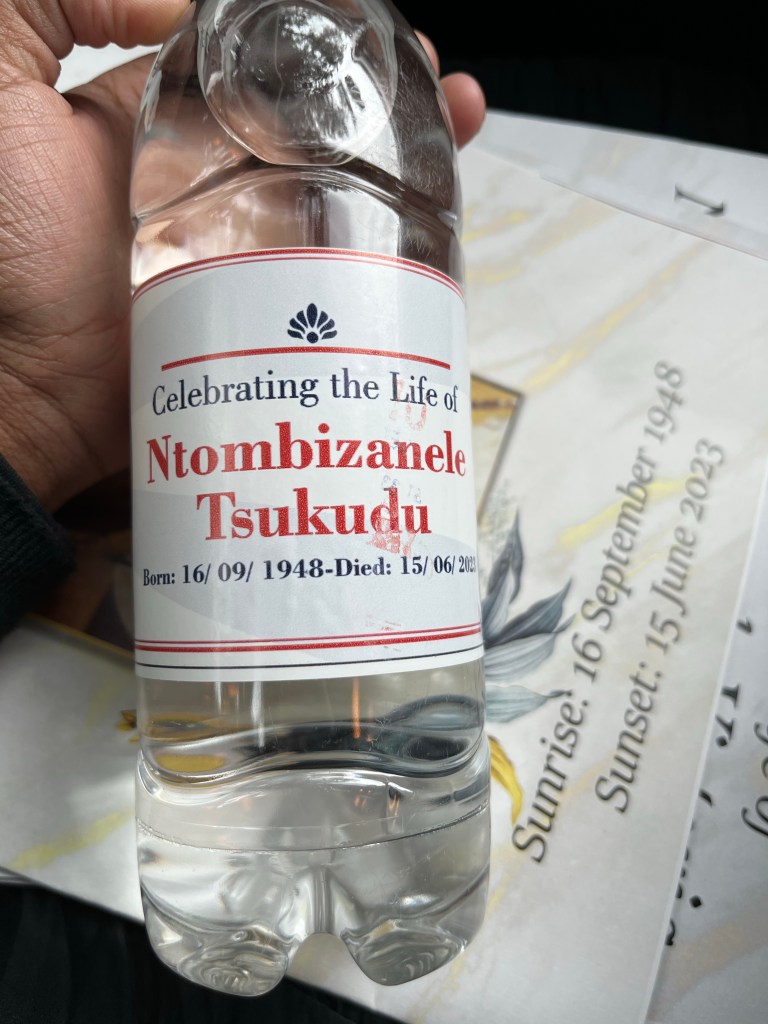 Celebrating the Life of
Ntombizanele
Tsukudu
Born: 16/ 09/ 1948-Died: 15/ 06/ 2023
Sunrise: 16 September 1948
Sunset: 15 June 2023